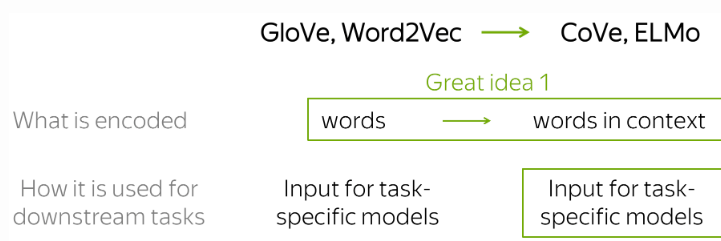 GloVe, Word2Vec → CoVe, ELMo
Great idea 1
What is encoded words → words in context
How it is used for Input for task- Input for task-
downstream tasks specific models specific models